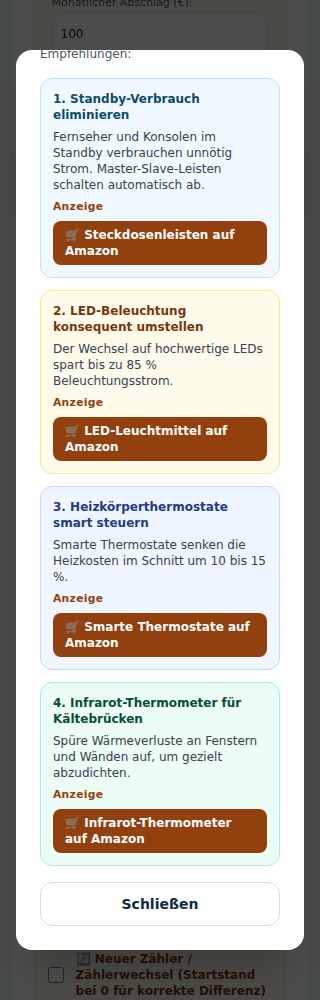 Monatlicher Abschlag (€):
100
Empfehlungen:
1. Standby-Verbrauch
eliminieren
Fernseher und Konsolen im
Standby verbrauchen unnötig
Strom. Master-Slave-Leisten
schalten automatisch ab.
Anzeige
🛒 Steckdosenleisten auf
Amazon
2. LED-Beleuchtung
konsequent umstellen
Der Wechsel auf hochwertige LEDs
spart bis zu 85 %
Beleuchtungsstrom.
Anzeige
🛒 LED-Leuchtmittel auf
Amazon
3. Heizkörperthermostate
smart steuern
Smarte Thermostate senken die
Heizkosten im Schnitt um 10 bis 15
%.
Anzeige
🛒 Smarte Thermostate auf
Amazon
4. Infrarot-Thermometer für
Kältebrücken
Spüre Wärmeverluste an Fenstern
und Wänden auf, um gezielt
abzudichten.
Anzeige
🛒 Infrarot-Thermometer
auf Amazon
Schließen
🔄 Neuer Zähler /
Zählerwechsel (Startstand
bei 0 für korrekte Differenz)